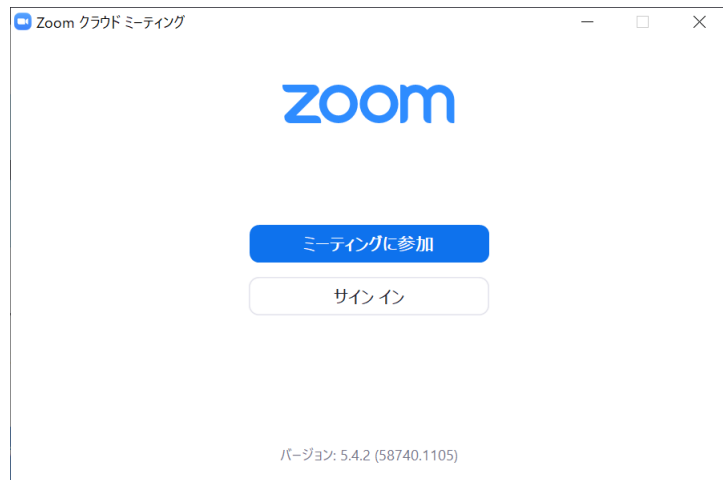 Zoom クラウド ミーティング
zoom
ミーティングに参加
サイン イン
バージョン: 5.4.2 (58740.1105)